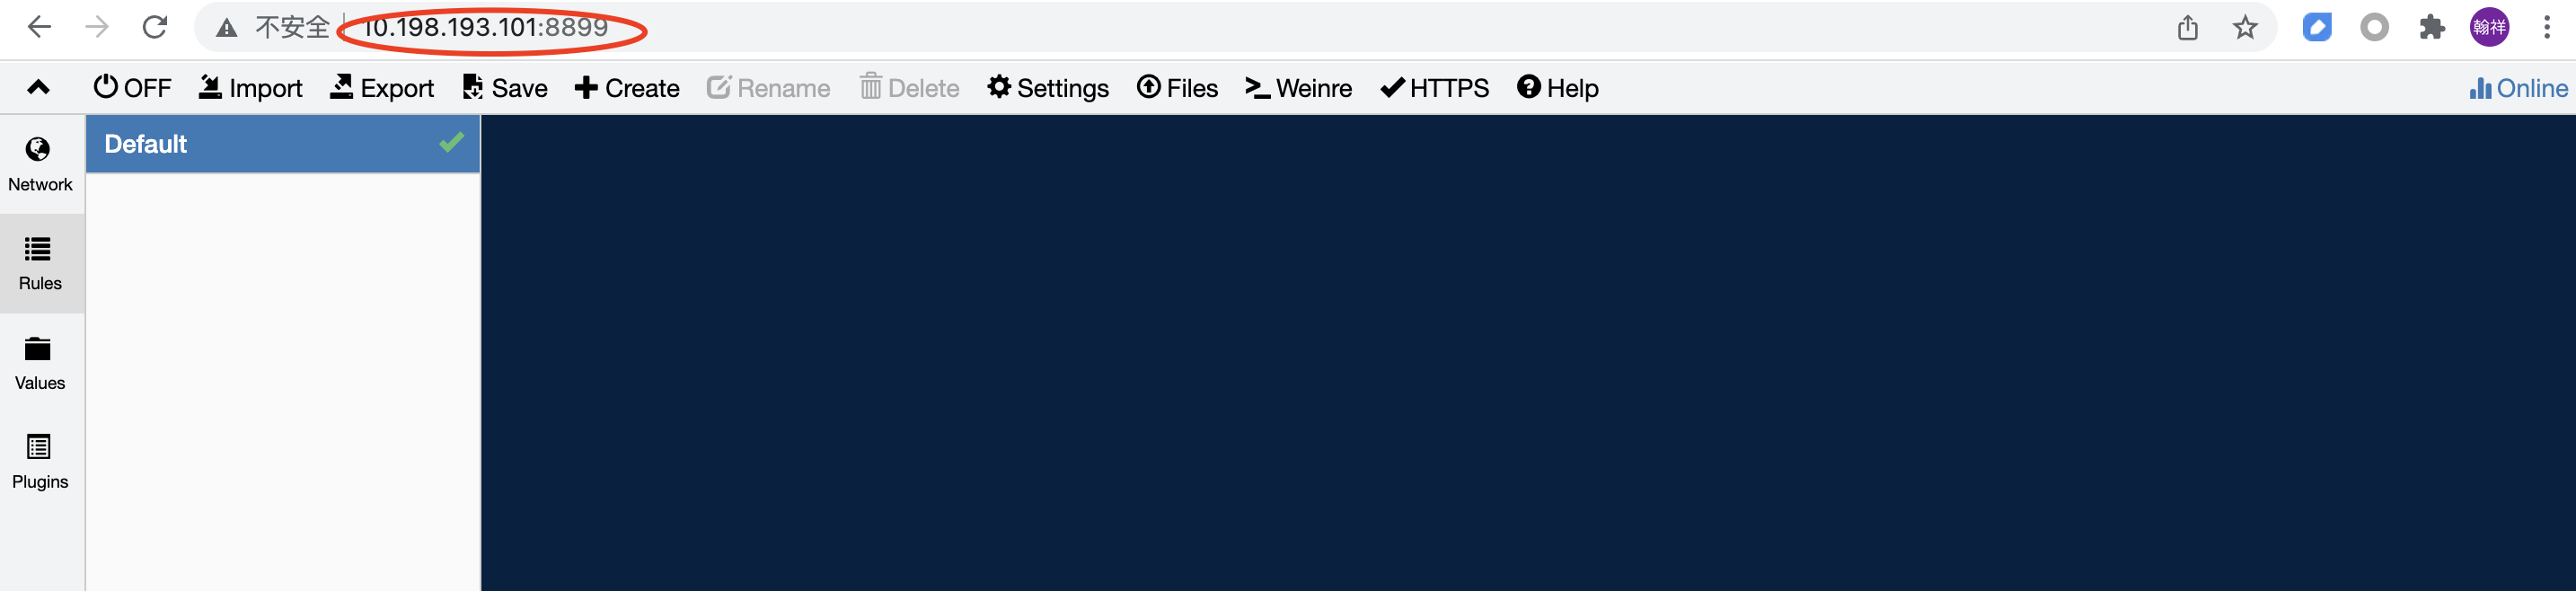 不安全 10.198.193.101:8899 翰祥
OFF Import Export Save Create Rename Delete Settings Files Weinre HTTPS Help Online
Default
Network
Rules
Values
Plugins